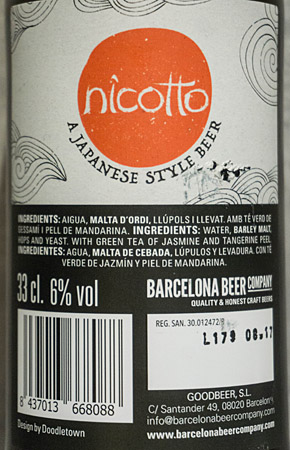 nicotto
A JAPANESE STYLE BEER
INGREDIENTS: AIGUA, MALTA D'ORDI, LLÚPOLS I LLEVAT. AMB TÉ VERD DE
GESSAMÍ I PELL DE MANDARINA. INGREDIENTS: WATER, BARLEY MALT,
HOPS AND YEAST. WITH GREEN TEA OF JASMINE AND TANGERINE PEEL
INGREDIENTES: AGUA, MALTA DE CEBADA, LÚPULOS Y LEVADURA. CON TÉ
VERDE DE JAZMÍN Y PIEL DE MANDARINA.
33 cl. 6% vol
BARCELONA BEER COMPANY
QUALITY & HONEST CRAFT BEERS
REG. SAN. 30.012472/B
L179 08.17
8 437013 668088
Design by Doodletown
GOODBEER, S.L.
C/ Santander 49, 08020 Barcelona
www.barcelonabeercompany.com